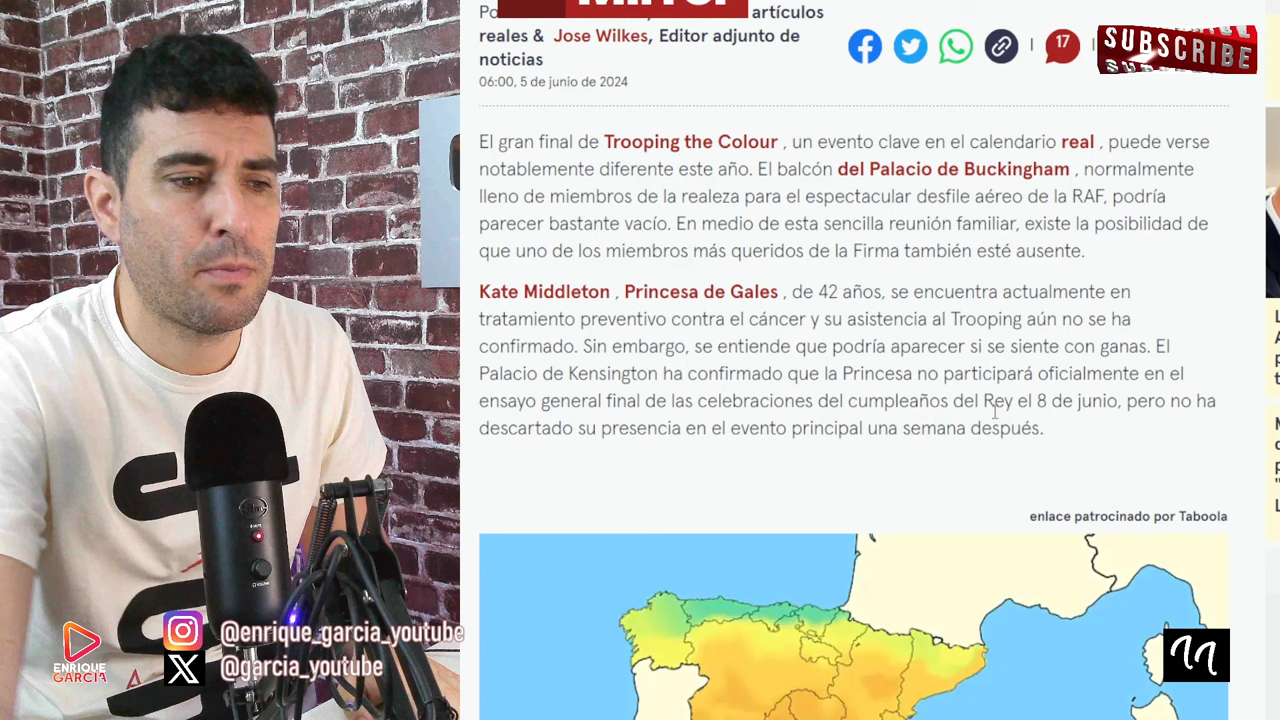 Mirror
artículos
reales & Jose Wilkes, Editor adjunto de
noticias
06:00, 5 de junio de 2024
17
SUBSCRIBE
El gran final de Trooping the Colour , un evento clave en el calendario real , puede verse
notablemente diferente este año. El balcón del Palacio de Buckingham , normalmente
lleno de miembros de la realeza para el espectacular desfile aéreo de la RAF, podría
parecer bastante vacío. En medio de esta sencilla reunión familiar, existe la posibilidad de
que uno de los miembros más queridos de la Firma también esté ausente.
Kate Middleton , Princesa de Gales , de 42 años, se encuentra actualmente en
tratamiento preventivo contra el cáncer y su asistencia al Trooping aún no se ha
confirmado. Sin embargo, se entiende que podría aparecer si se siente con ganas. El
Palacio de Kensington ha confirmado que la Princesa no participará oficialmente en el
ensayo general final de las celebraciones del cumpleaños del Rey el 8 de junio, pero no ha
descartado su presencia en el evento principal una semana después.
enlace patrocinado por Taboola
ENRIQUE
GARCIA
@enrique_garcia_youtube
@garcia_youtube